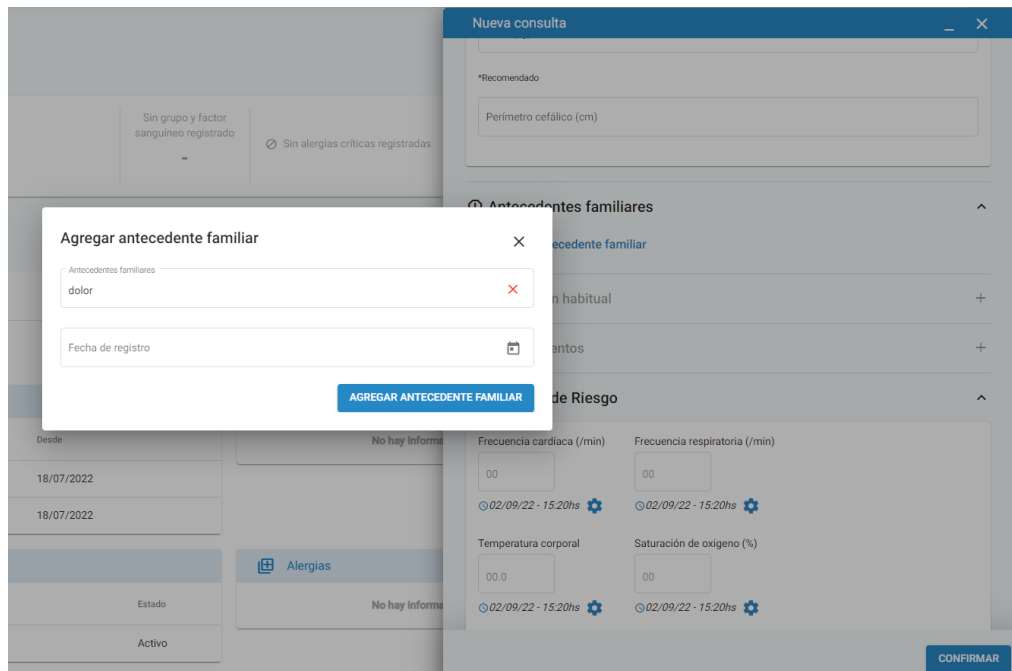 Nueva consulta
*Recomendado
Perímetro cefálico (cm)
Sin grupo y factor
sanguíneo registrado
-
Sin alergias críticas registradas
Antecedentes familiares
ecedente familiar
n habitual
entos
de Riesgo
Agregar antecedente familiar
Antecedentes familiares
dolor
Fecha de registro
AGREGAR ANTECEDENTE FAMILIAR
Desde
18/07/2022
18/07/2022
No hay informa
Alergias
Estado
No hay informa
Activo
Frecuencia cardíaca (/min) Frecuencia respiratoria (/min)
00 00
02/09/22 - 15:20hs 02/09/22 - 15:20hs
Temperatura corporal Saturación de oxigeno (%)
00.0 00
02/09/22 - 15:20hs 02/09/22 - 15:20hs
CONFIRMAR